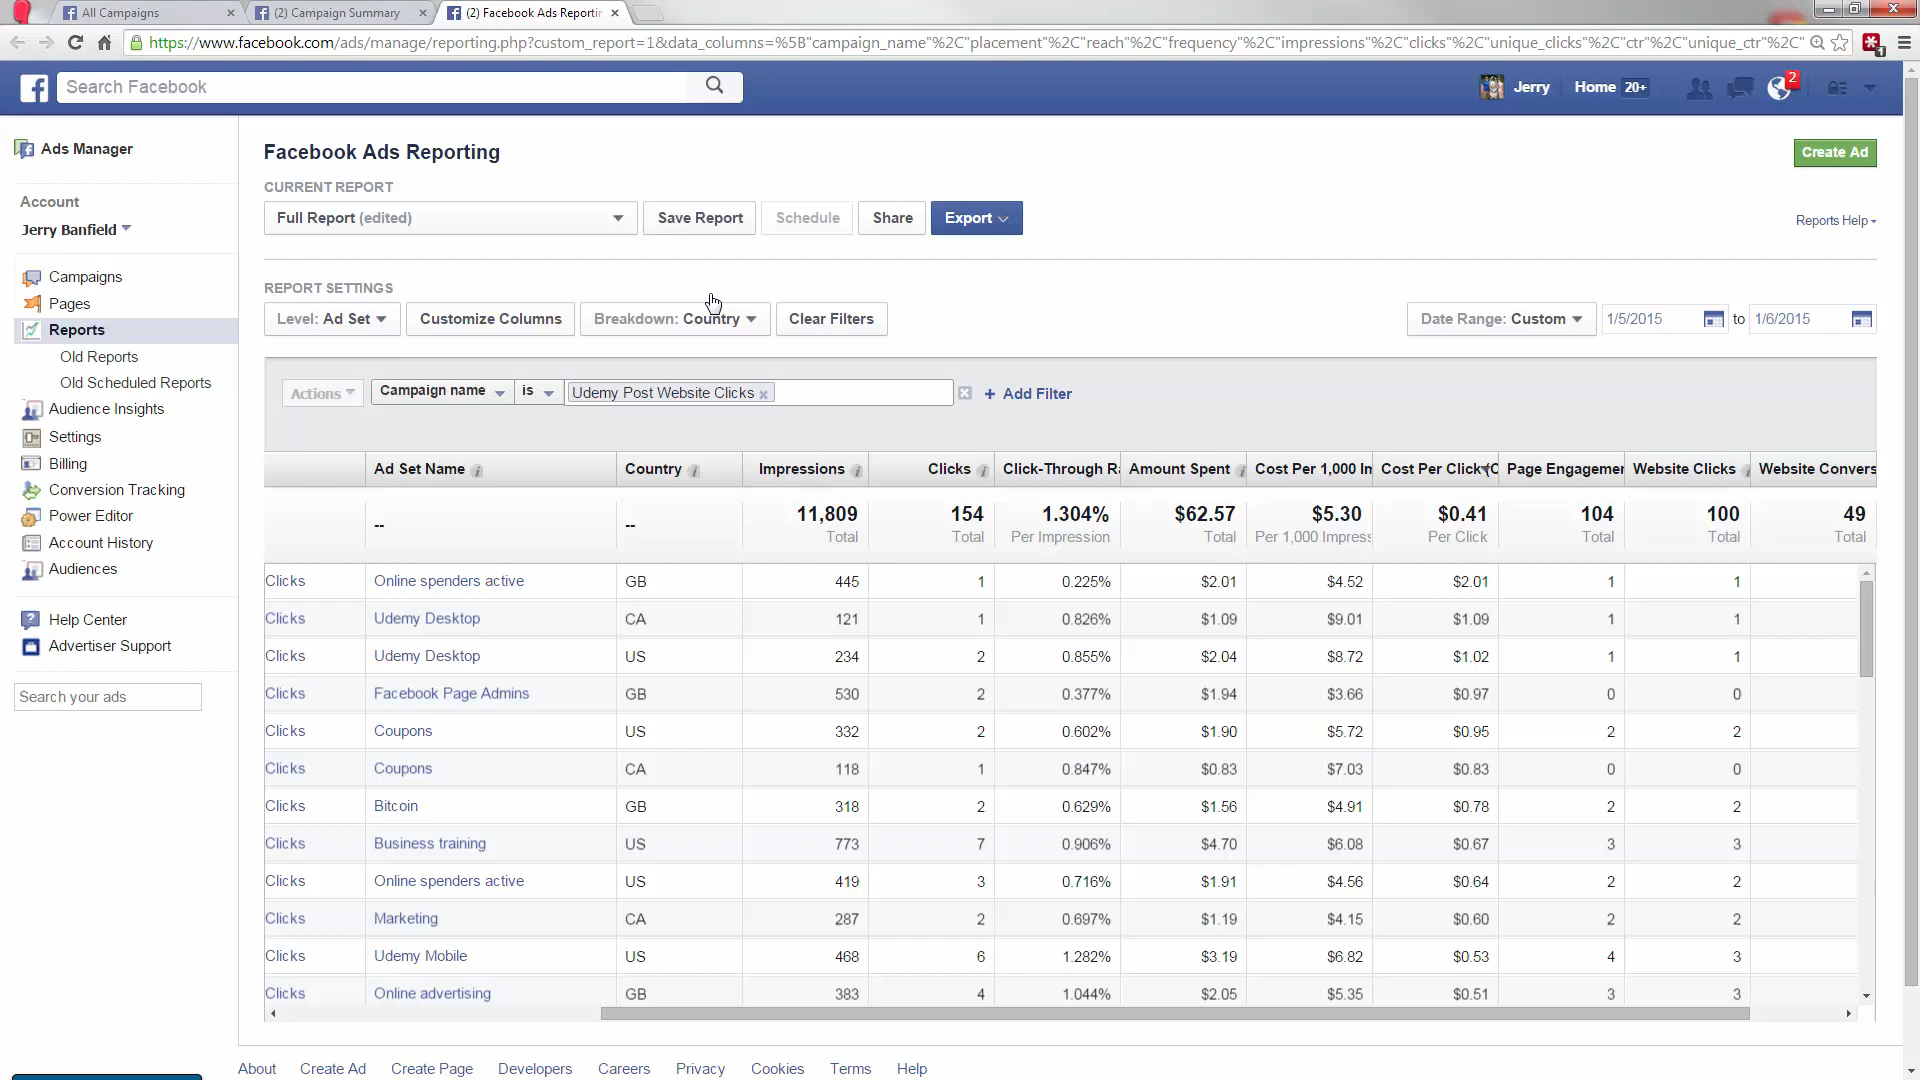 All Campaigns
(2) Campaign Summary
(2) Facebook Ads Reportin
https://www.facebook.com/ads/manage/reporting.php?custom_report=1&data_columns=%5B"campaign_name"%2C"placement"%2C"reach"%2C"frequency"%2C"impressions"%2C"clicks"%2C"unique_clicks"%2C"ctr"%2C"unique_ctr"%2C"
Search Facebook
Jerry
Home 20+
2
Ads Manager
Account
Jerry Banfield
Campaigns
Pages
Reports
Old Reports
Old Scheduled Reports
Audience Insights
Settings
Billing
Conversion Tracking
Power Editor
Account History
Audiences
Help Center
Advertiser Support
Search your ads
Facebook Ads Reporting
Create Ad
CURRENT REPORT
Full Report (edited) Save Report Schedule Share Export
Reports Help
REPORT SETTINGS
Level: Ad Set Customize Columns Breakdown: Country Clear Filters Date Range: Custom 1/5/2015 to 1/6/2015
Actions Campaign name is Udemy Post Website Clicks x + Add Filter
Ad Set Name Country Impressions Clicks Click-Through Ra Amount Spent Cost Per 1,000 Im Cost Per Click (C Page Engagemen Website Clicks Website Convers
-- -- 11,809 154 1.304% $62.57 $5.30 $0.41 104 100 49
Total Total Per Impression Total Per 1,000 Impress Per Click Total Total Total
Clicks Online spenders active GB 445 1 0.225% $2.01 $4.52 $2.01 1 1
Clicks Udemy Desktop CA 121 1 0.826% $1.09 $9.01 $1.09 1 1
Clicks Udemy Desktop US 234 2 0.855% $2.04 $8.72 $1.02 1 1
Clicks Facebook Page Admins GB 530 2 0.377% $1.94 $3.66 $0.97 0 0
Clicks Coupons US 332 2 0.602% $1.90 $5.72 $0.95 2 2
Clicks Coupons CA 118 1 0.847% $0.83 $7.03 $0.83 0 0
Clicks Bitcoin GB 318 2 0.629% $1.56 $4.91 $0.78 2 2
Clicks Business training US 773 7 0.906% $4.70 $6.08 $0.67 3 3
Clicks Online spenders active US 419 3 0.716% $1.91 $4.56 $0.64 2 2
Clicks Marketing CA 287 2 0.697% $1.19 $4.15 $0.60 2 2
Clicks Udemy Mobile US 468 6 1.282% $3.19 $6.82 $0.53 4 3
Clicks Online advertising GB 383 4 1.044% $2.05 $5.35 $0.51 3 3
About Create Ad Create Page Developers Careers Privacy Cookies Terms Help